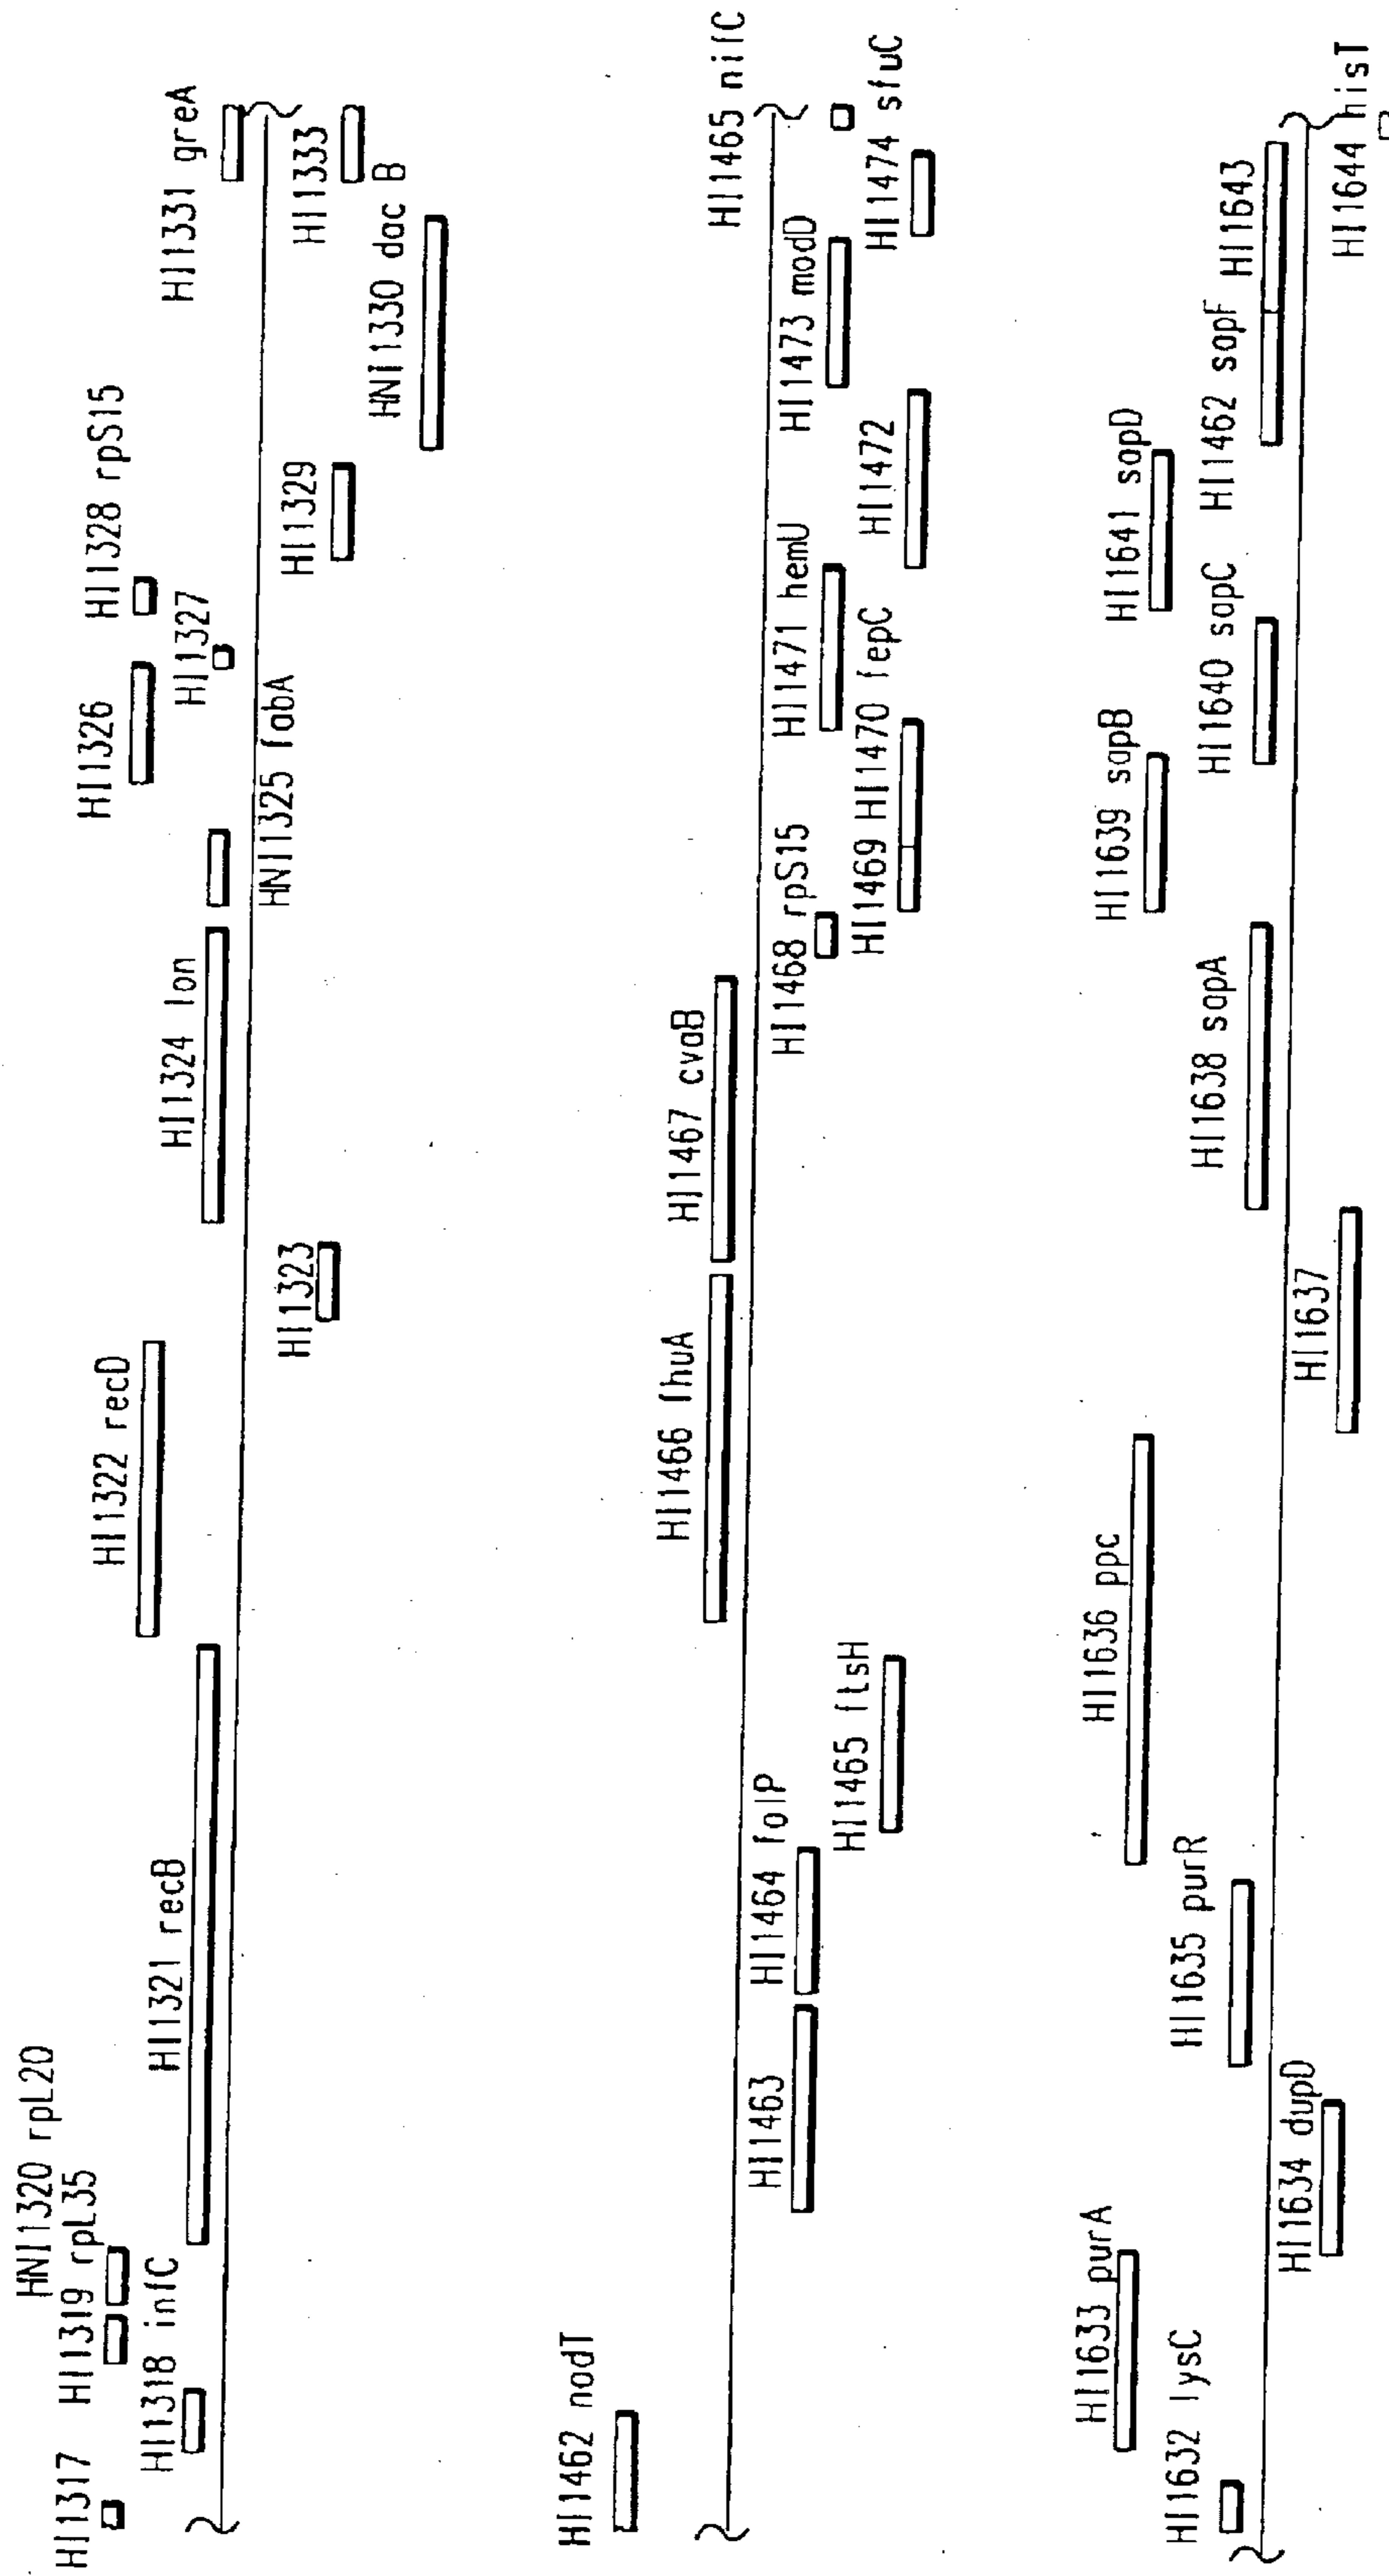 HI1317
HI1318 infC
HI1319 rpL35
HNI1320 rpL20
HI1321 recB
HI1322 recD
HI1323
HI1324 lon
HNI1325 fabA
HI1326
HI1327
HI1328 rpS15
HI1329
HNI1330 dac B
HI1331 greA
HI1333
HI1462 nodT
HI1463
HI1464 folP
HI1465 ftsH
HI1466 fhuA
HI1467 cvaB
HI1468 rpS15
HI1469 HI1470 fepC
HI1471 hemU
HI1472
HI1473 modD
HI1474 sfuC
HI1465 nifC
HI1632 lysC
HI1633 purA
HI1634 dupD
HI1635 purR
HI1636 ppc
HI1637
HI1638 sapA
HI1639 sapB
HI1640 sapC
HI1641 sapD
HI1462 sapF
HI1643
HI1644 hisT